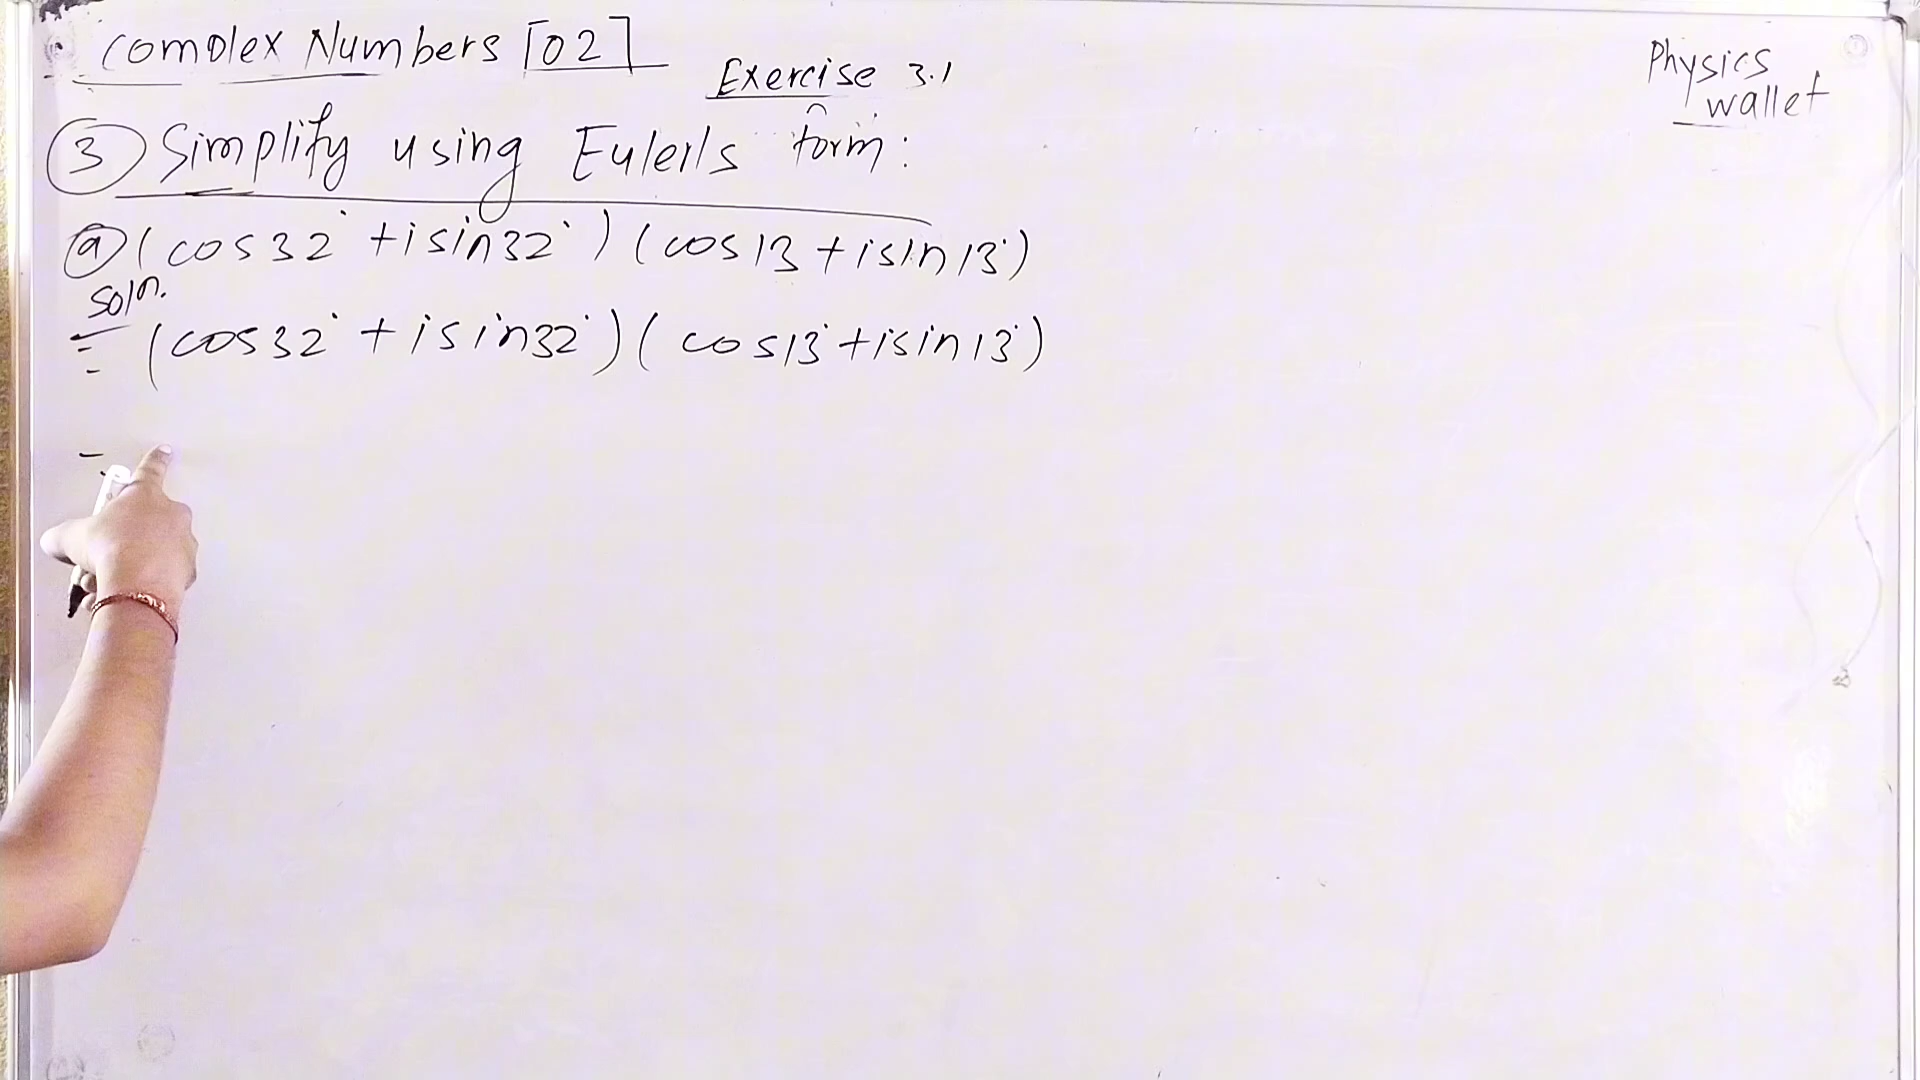 Complex Numbers [02]
Exercise 3.1
Physics
wallet
③ Simplify using Euler's form:
ⓐ (cos32° + isin32°) (cos13 + isin13°)
soln.
= (cos32° + isin32°) (cos13° + isin13°)
=